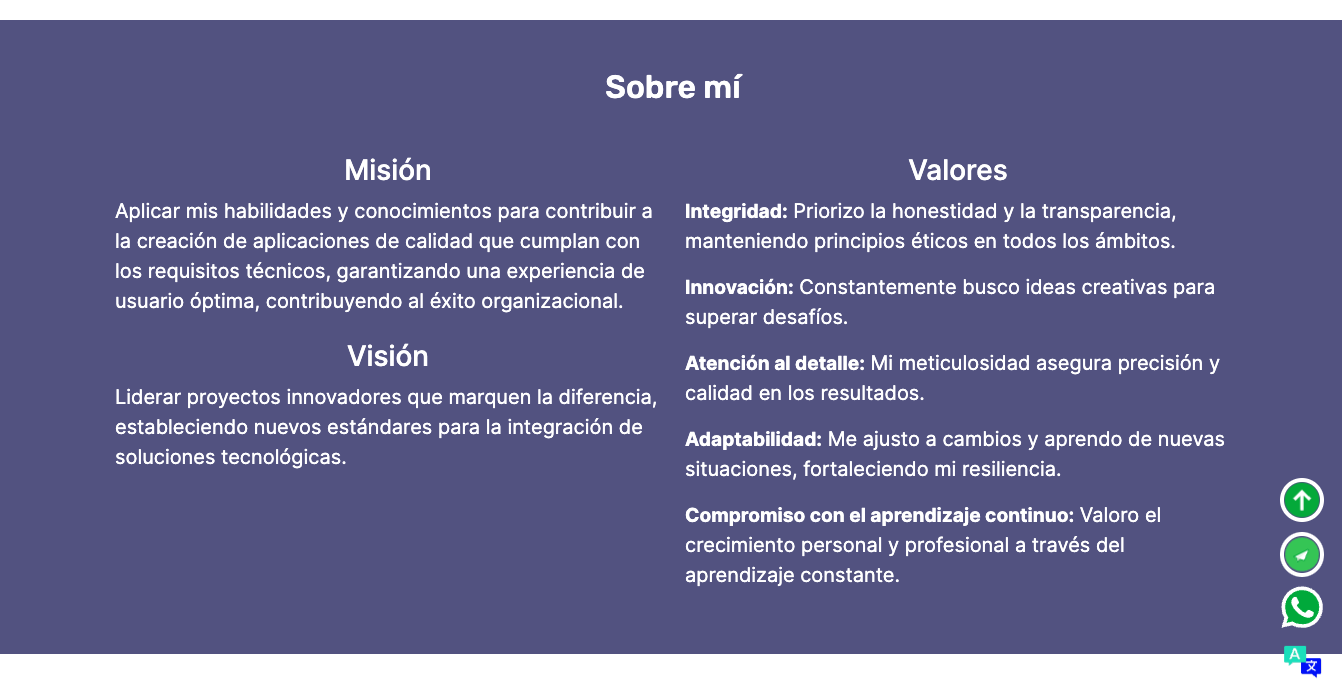 Sobre mí
Misión
Aplicar mis habilidades y conocimientos para contribuir a
la creación de aplicaciones de calidad que cumplan con
los requisitos técnicos, garantizando una experiencia de
usuario óptima, contribuyendo al éxito organizacional.
Visión
Liderar proyectos innovadores que marquen la diferencia,
estableciendo nuevos estándares para la integración de
soluciones tecnológicas.
Valores
Integridad: Priorizo la honestidad y la transparencia,
manteniendo principios éticos en todos los ámbitos.
Innovación: Constantemente busco ideas creativas para
superar desafíos.
Atención al detalle: Mi meticulosidad asegura precisión y
calidad en los resultados.
Adaptabilidad: Me ajusto a cambios y aprendo de nuevas
situaciones, fortaleciendo mi resiliencia.
Compromiso con el aprendizaje continuo: Valoro el
crecimiento personal y profesional a través del
aprendizaje constante.
A
文